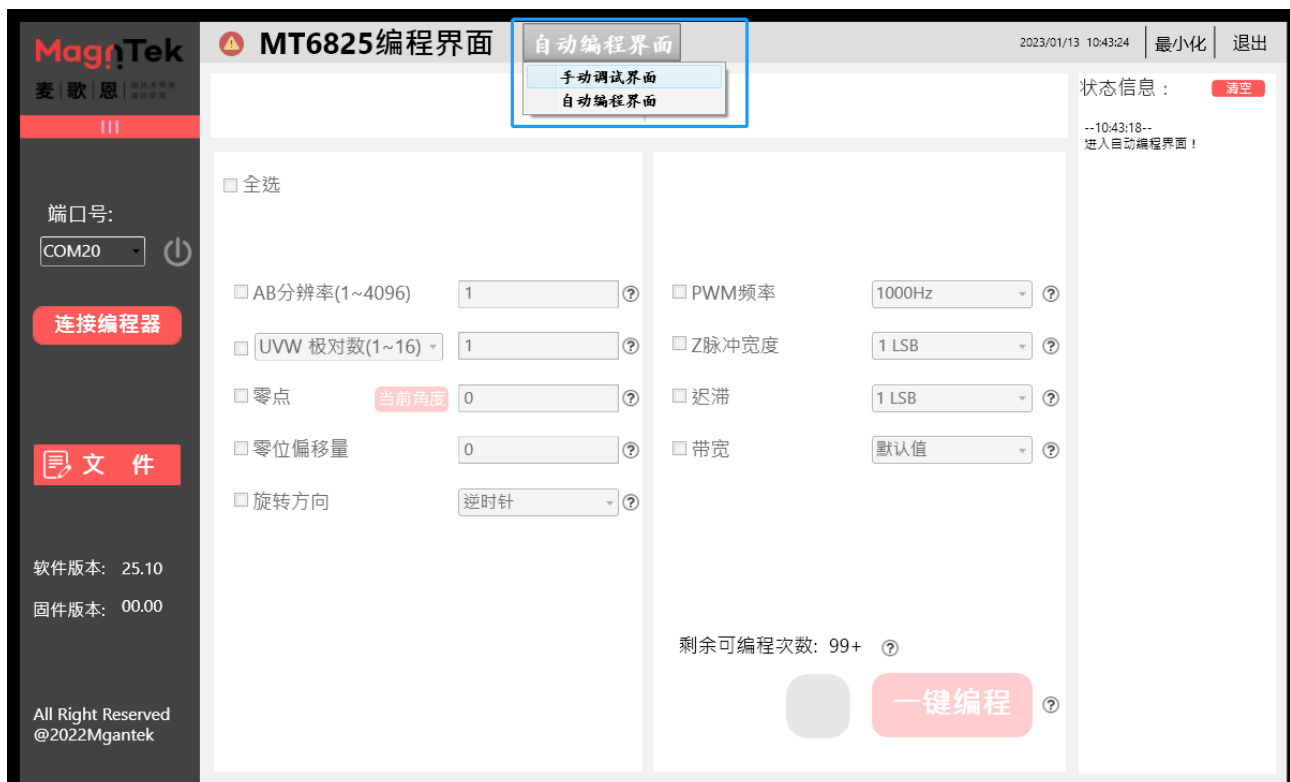 MagnTek
麦|歌|恩
MT6825编程界面
自动编程界面
手动调试界面
自动编程界面
2023/01/13 10:43:24
最小化
退出
端口号:
COM20
连接编程器
文 件
软件版本: 25.10
固件版本: 00.00
All Right Reserved
@2022Mgantek
全选
AB分辨率(1~4096) 1
UVW 极对数(1~16) 1
零点 当前角度 0
零位偏移量 0
旋转方向 逆时针
PWM频率 1000Hz
Z脉冲宽度 1 LSB
迟滞 1 LSB
带宽 默认值
剩余可编程次数: 99+
一键编程
状态信息: 清空
--10:43:18--
进入自动编程界面!